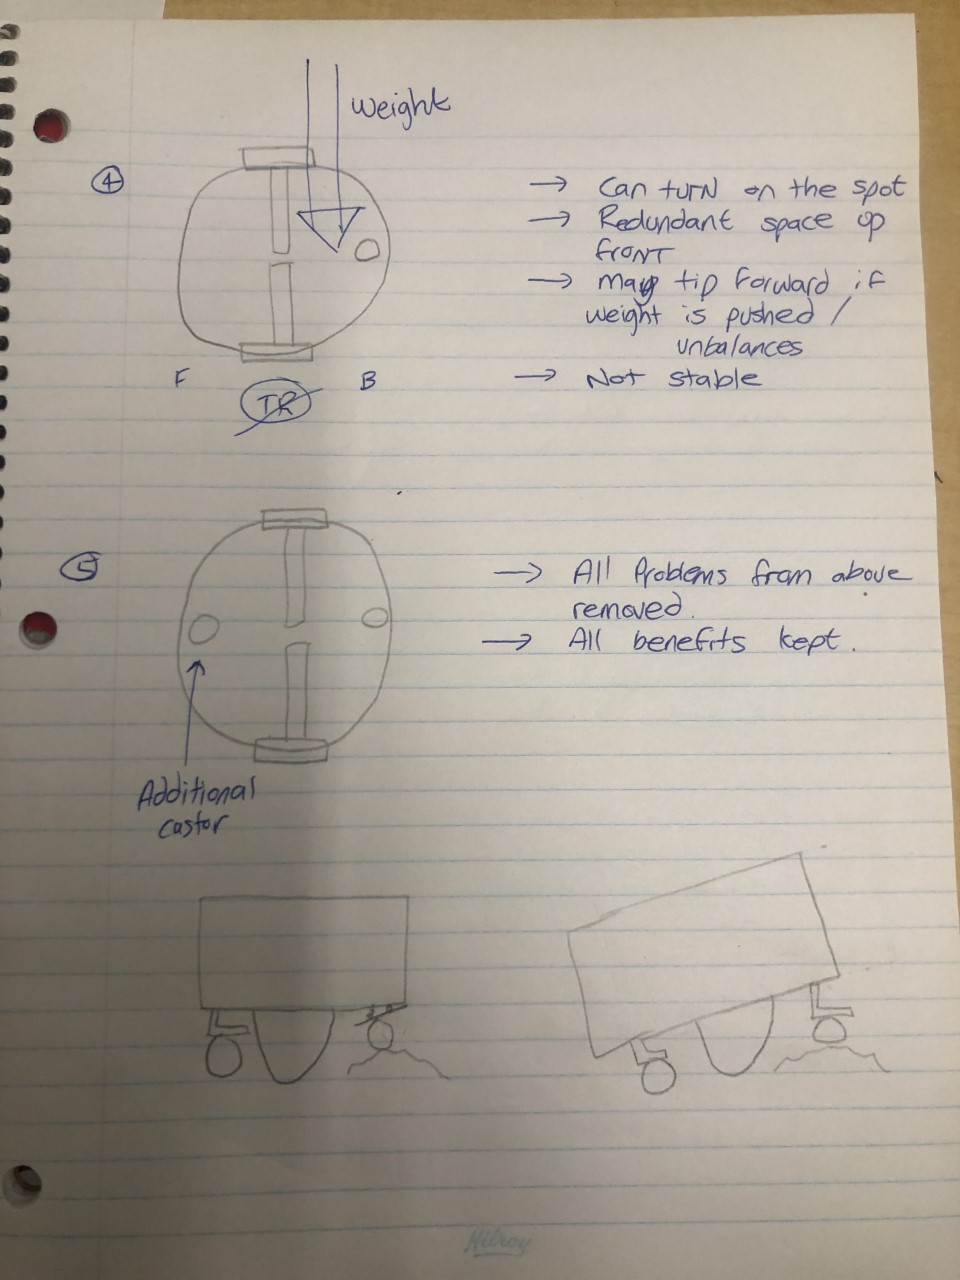 weight
④
→ Can turn on the spot
→ Redundant space up
front
→ may tip forward if
weight is pushed /
unbalances
→ Not stable
F
B
IR
⑤
→ All Problems from above
removed.
→ All benefits kept.
Additional
castor
Hilroy